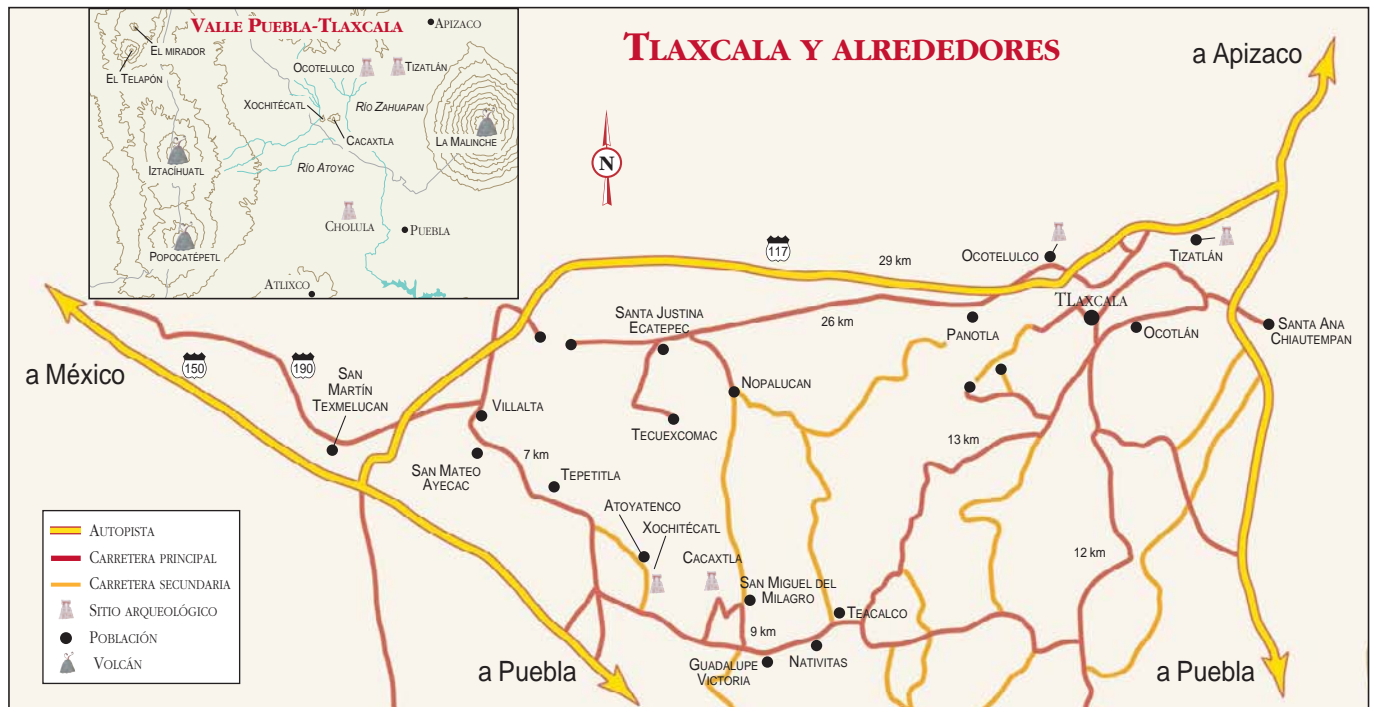 VALLE PUEBLA-TLAXCALA
APIZACO
EL MIRADOR
EL TELAPÓN
OCOTELULCO
TIZATLÁN
XOCHITÉCATL
RÍO ZAHUAPAN
CACAXTLA
LA MALINCHE
IZTACÍHUATL
RÍO ATOYAC
CHOLULA
PUEBLA
POPOCATÉPETL
ATLIXCO
TLAXCALA Y ALREDEDORES
a Apizaco
N
117
29 km
OCOTELULCO
TIZATLÁN
TLAXCALA
SANTA JUSTINA
ECATEPEC
26 km
PANOTLA
OCOTLÁN
SANTA ANA
CHIAUTEMPAN
a México
150
190
SAN
MARTÍN
TEXMELUCAN
VILLALTA
NOPALUCAN
TECUEXCOMAC
13 km
7 km
SAN MATEO
AYECAC
TEPETITLA
ATOYATENCO
XOCHITÉCATL
CACAXTLA
SAN MIGUEL DEL
MILAGRO
12 km
TEACALCO
9 km
GUADALUPE
VICTORIA
NATIVITAS
a Puebla
a Puebla
AUTOPISTA
CARRETERA PRINCIPAL
CARRETERA SECUNDARIA
SITIO ARQUEOLÓGICO
POBLACIÓN
VOLCÁN